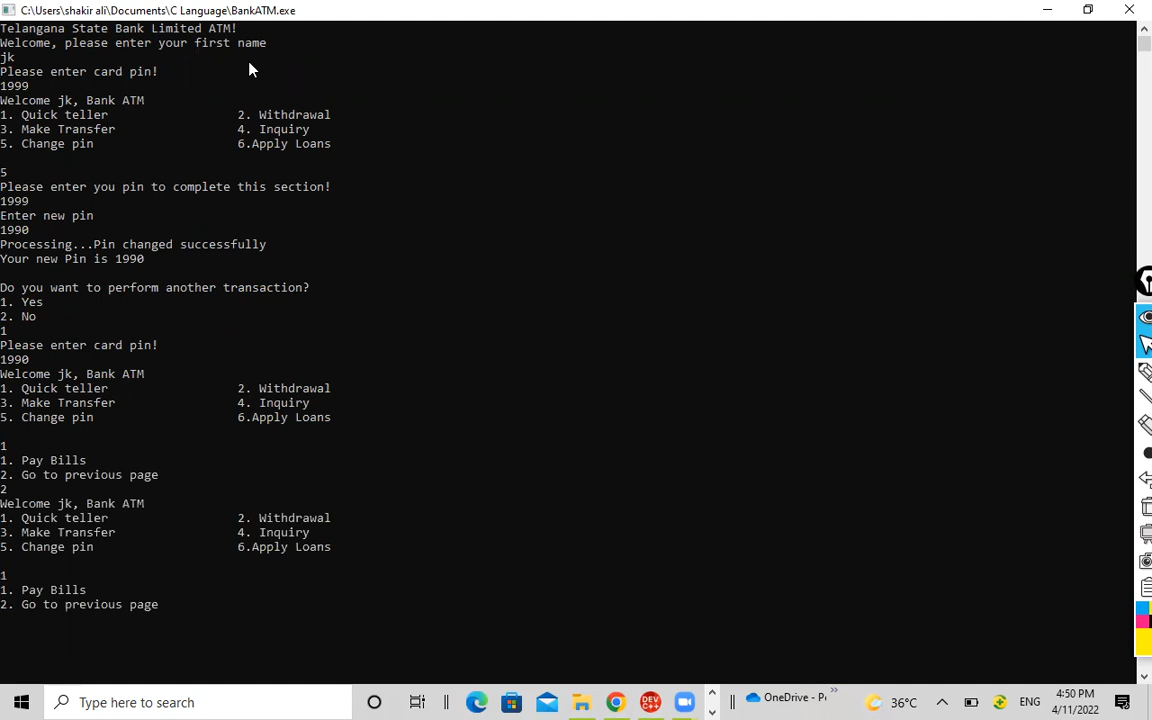 C:\Users\shakir ali\Documents\C Language\BankATM.exe
Telangana State Bank Limited ATM!
Welcome, please enter your first name
jk
Please enter card pin!
1999
Welcome jk, Bank ATM
1. Quick teller 2. Withdrawal
3. Make Transfer 4. Inquiry
5. Change pin 6.Apply Loans
5
Please enter you pin to complete this section!
1999
Enter new pin
1990
Processing...Pin changed successfully
Your new Pin is 1990
Do you want to perform another transaction?
1. Yes
2. No
1
Please enter card pin!
1990
Welcome jk, Bank ATM
1. Quick teller 2. Withdrawal
3. Make Transfer 4. Inquiry
5. Change pin 6.Apply Loans
1
1. Pay Bills
2. Go to previous page
2
Welcome jk, Bank ATM
1. Quick teller 2. Withdrawal
3. Make Transfer 4. Inquiry
5. Change pin 6.Apply Loans
1
1. Pay Bills
2. Go to previous page
Type here to search
DEV C++
OneDrive - P
36°C
ENG
4:50 PM
4/11/2022